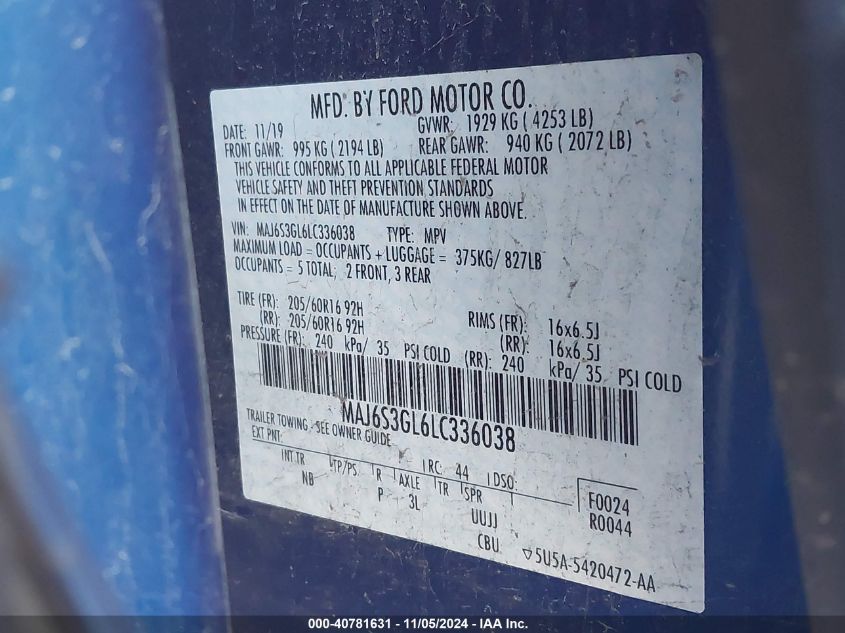 MFD. BY FORD MOTOR CO.
DATE: 11/19 GVWR: 1929 KG ( 4253 LB)
FRONT GAWR: 995 KG ( 2194 LB) REAR GAWR: 940 KG ( 2072 LB)
THIS VEHICLE CONFORMS TO ALL APPLICABLE FEDERAL MOTOR
VEHICLE SAFETY AND THEFT PREVENTION STANDARDS
IN EFFECT ON THE DATE OF MANUFACTURE SHOWN ABOVE.
VIN: MAJ6S3GL6LC336038 TYPE: MPV
MAXIMUM LOAD = OCCUPANTS + LUGGAGE = 375KG/ 827LB
OCCUPANTS = 5 TOTAL, 2 FRONT, 3 REAR
TIRE (FR): 205/60R16 92H RIMS (FR): 16x6.5J
(RR): 205/60R16 92H (RR): 16x6.5J
PRESSURE (FR): 240 kPa/ 35 PSI COLD (RR): 240 kPa/ 35 PSI COLD
MAJ6S3GL6LC336038
TRAILER TOWING - SEE OWNER GUIDE
EXT PNT: RC: 44 DSO:
INT TR TP/PS R AXLE TR SPR F0024
NB P 3L UUJJ R0044
CBU 5U5A-5420472-AA
000-40781631 - 11/05/2024 - IAA Inc.